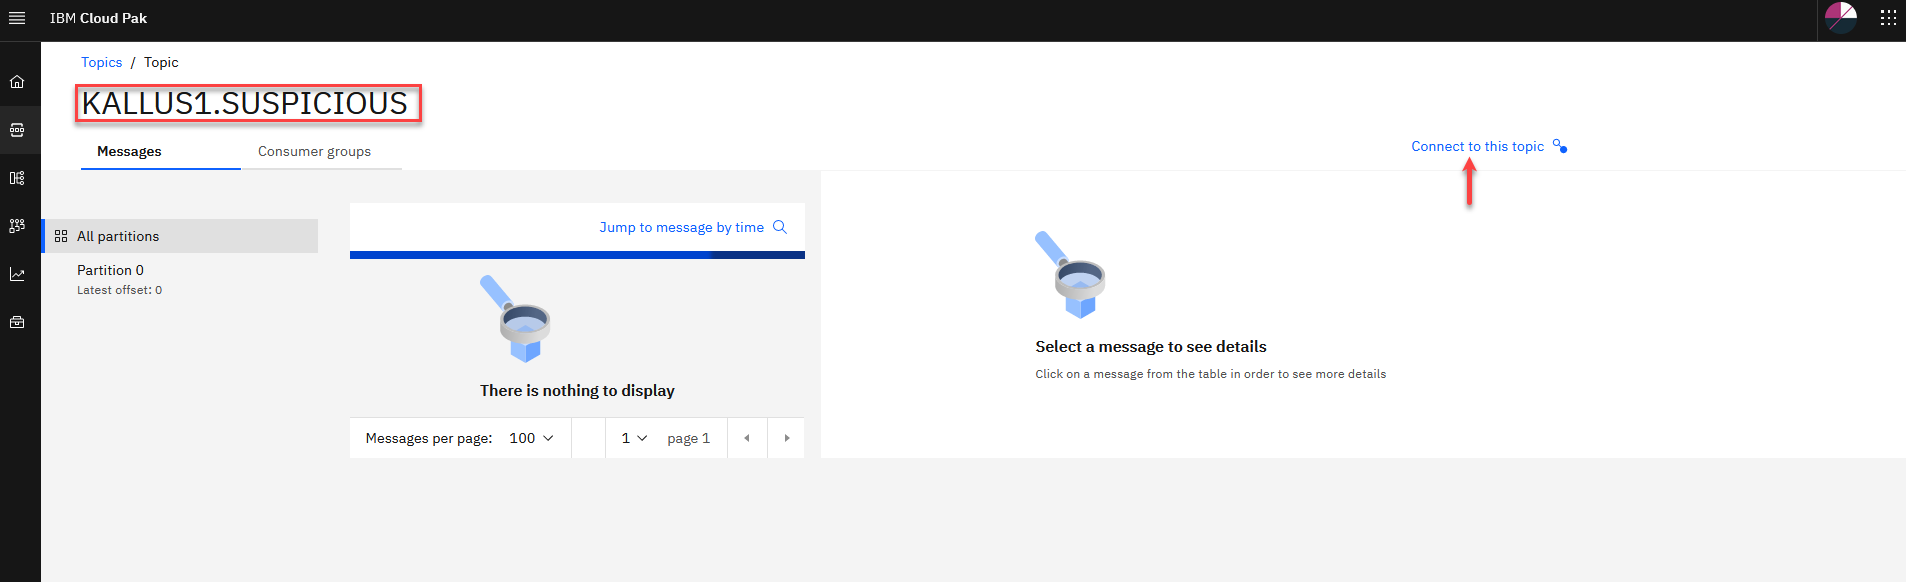 IBM Cloud Pak
Topics / Topic
KALLUS1.SUSPICIOUS
Messages Consumer groups
Connect to this topic
All partitions
Partition 0
Latest offset: 0
Jump to message by time
There is nothing to display
Messages per page: 100 1 page 1
Select a message to see details
Click on a message from the table in order to see more details